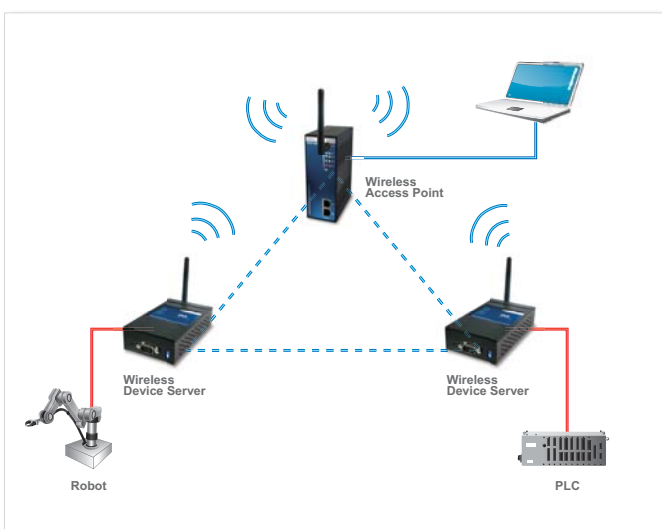 Wireless
Access Point
Wireless
Device Server
Wireless
Device Server
Robot
PLC